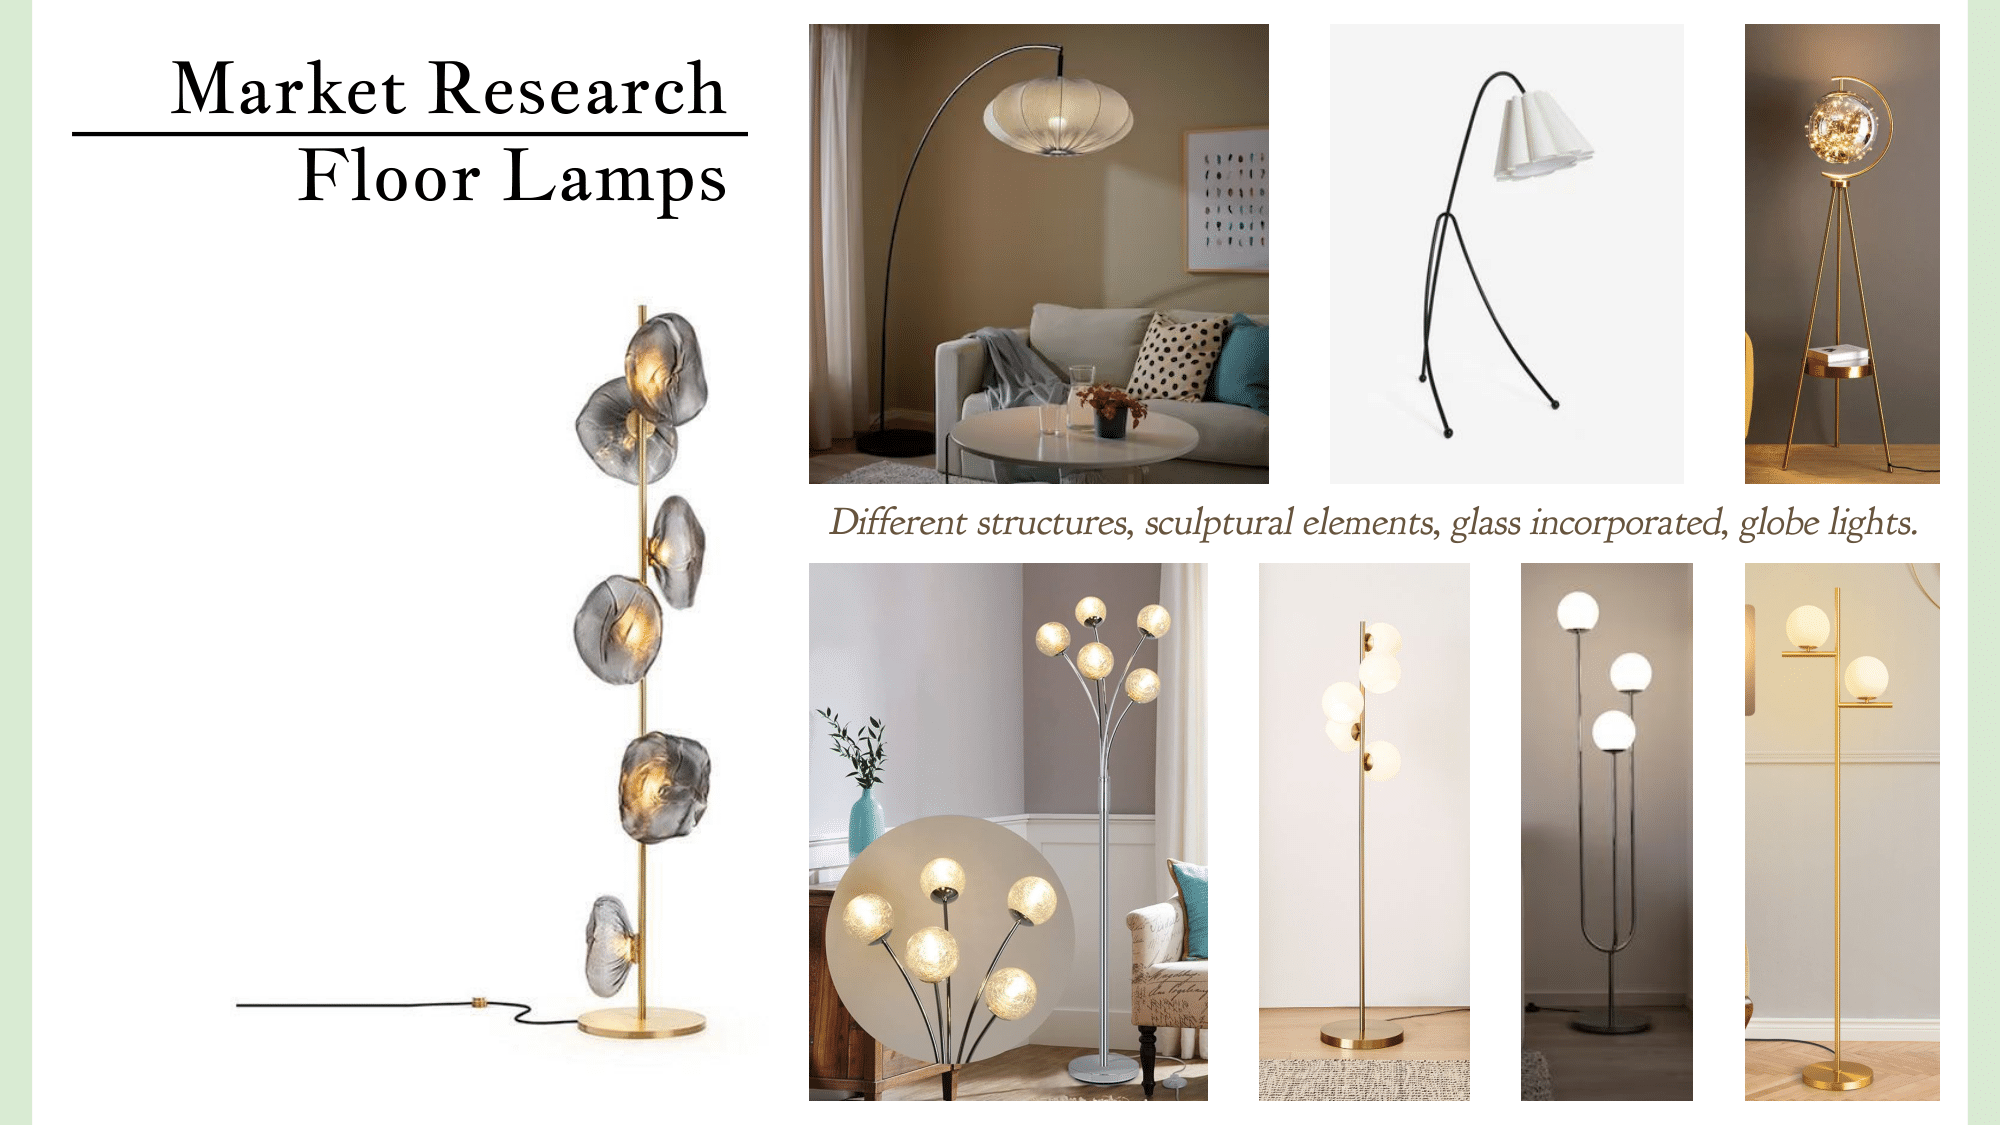 Market Research
Floor Lamps
Different structures, sculptural elements, glass incorporated, globe lights.